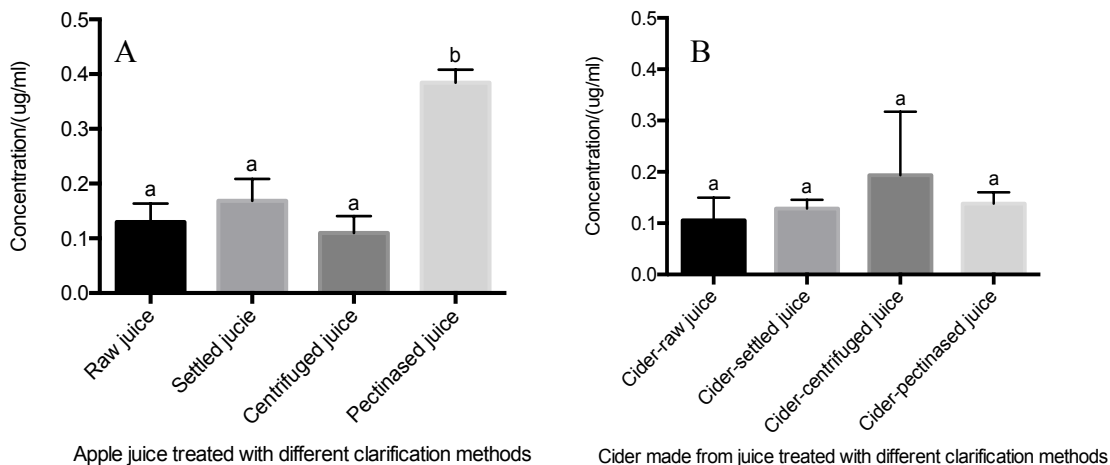 A
Concentration/(ug/ml)
0.5
0.4
0.3
0.2
0.1
0.0
a
a
a
b
Raw juice
Settled jucie
Centrifuged juice
Pectinased juice
Apple juice treated with different clarification methods
B
Concentration/(ug/ml)
0.5
0.4
0.3
0.2
0.1
0.0
a
a
a
a
Cider-raw juice
Cider-settled juice
Cider-centrifuged juice
Cider-pectinased juice
Cider made from juice treated with different clarification methods